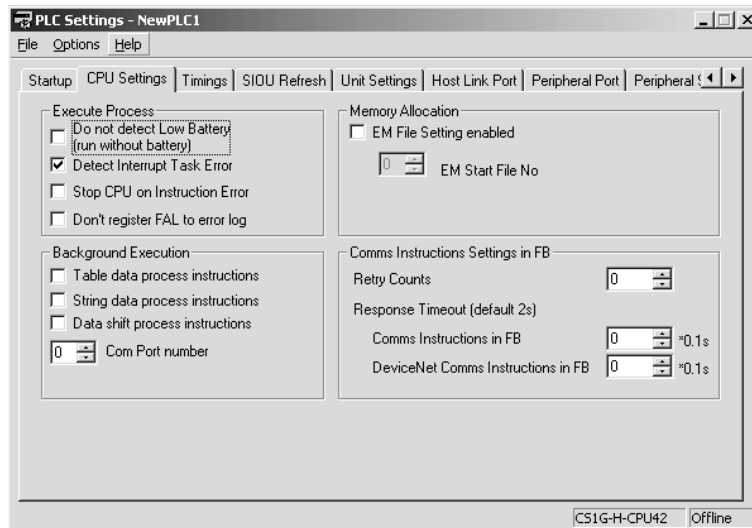 PLC Settings - NewPLC1
File Options Help
Startup CPU Settings Timings SIOU Refresh Unit Settings Host Link Port Peripheral Port Peripheral
Execute Process
Do not detect Low Battery
(run without battery)
Detect Interrupt Task Error
Stop CPU on Instruction Error
Don't register FAL to error log
Memory Allocation
EM File Setting enabled
0 EM Start File No
Background Execution
Table data process instructions
String data process instructions
Data shift process instructions
0 Com Port number
Comms Instructions Settings in FB
Retry Counts 0
Response Timeout (default 2s)
Comms Instructions in FB 0 *0.1s
DeviceNet Comms Instructions in FB 0 *0.1s
CS1G-H-CPU42 Offline